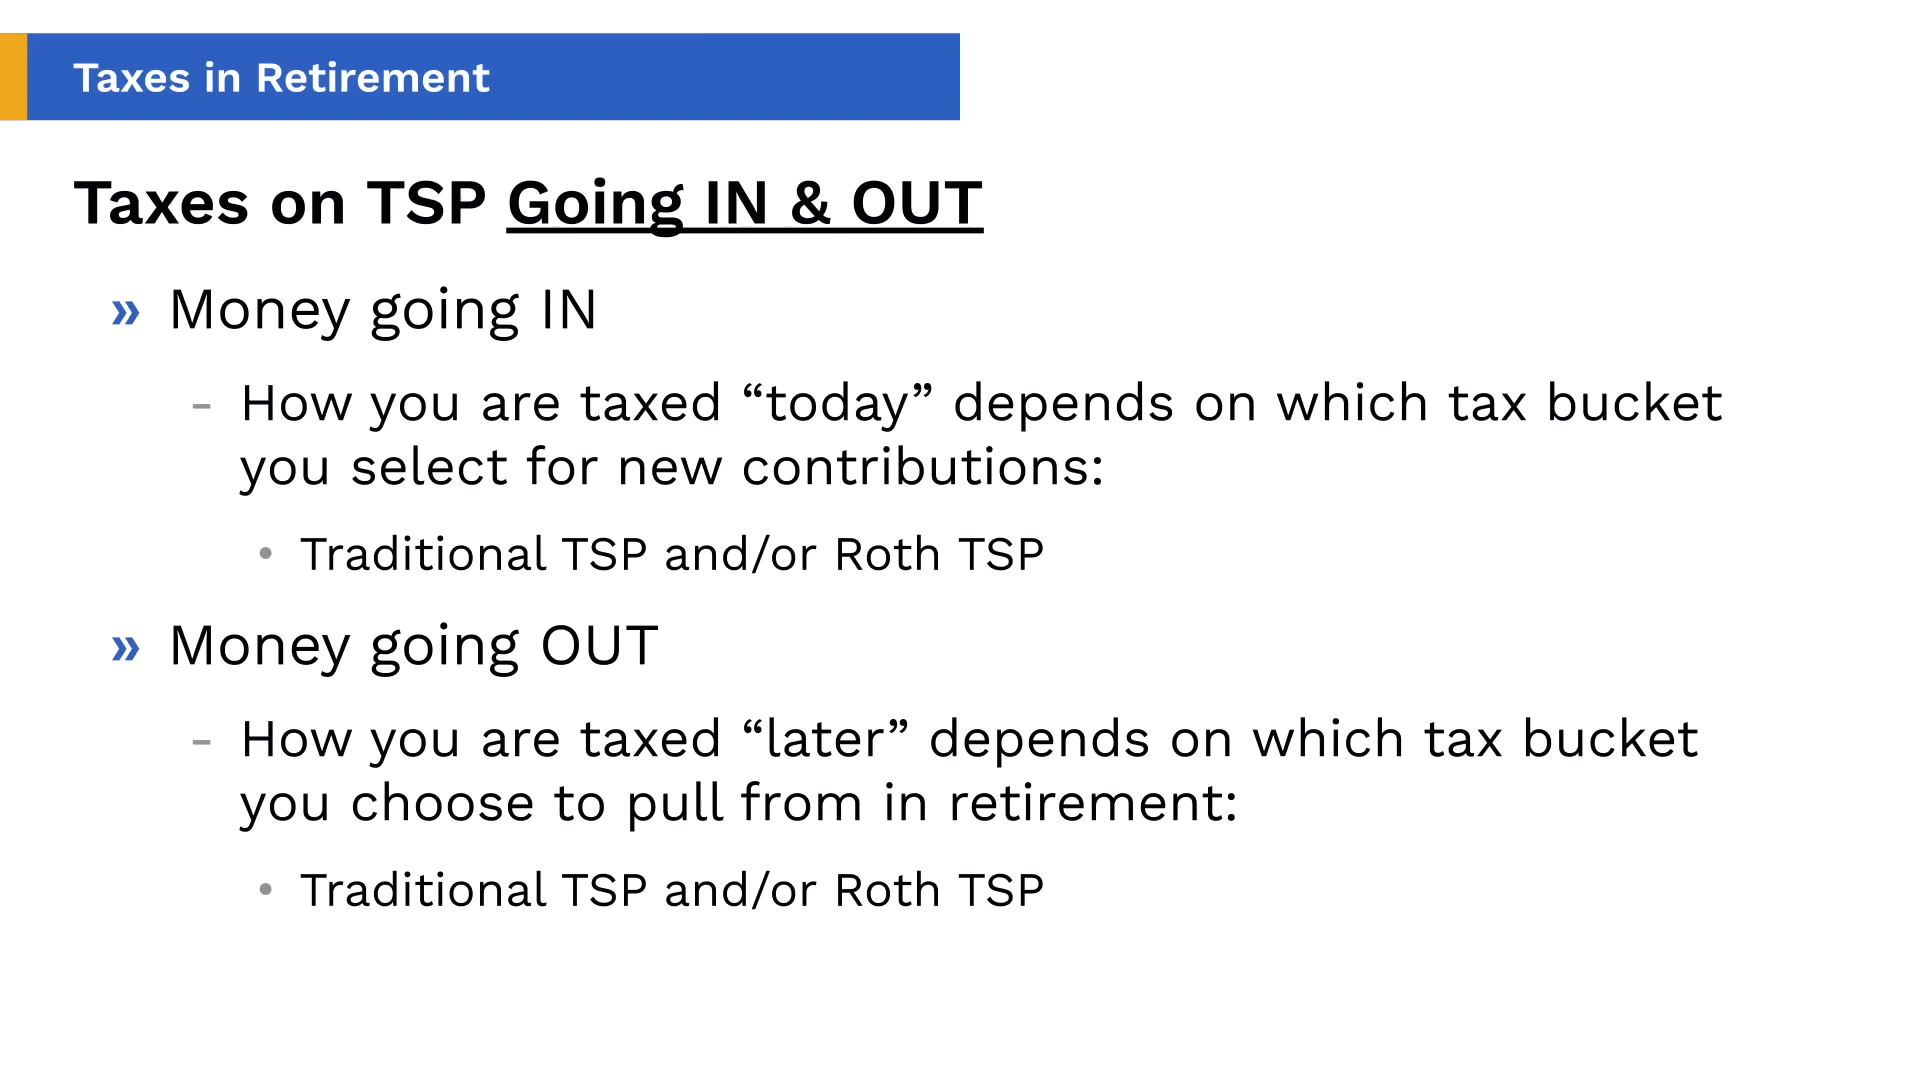 Taxes in Retirement
Taxes on TSP Going IN & OUT
» Money going IN
- How you are taxed “today” depends on which tax bucket
you select for new contributions:
• Traditional TSP and/or Roth TSP
» Money going OUT
- How you are taxed “later” depends on which tax bucket
you choose to pull from in retirement:
• Traditional TSP and/or Roth TSP